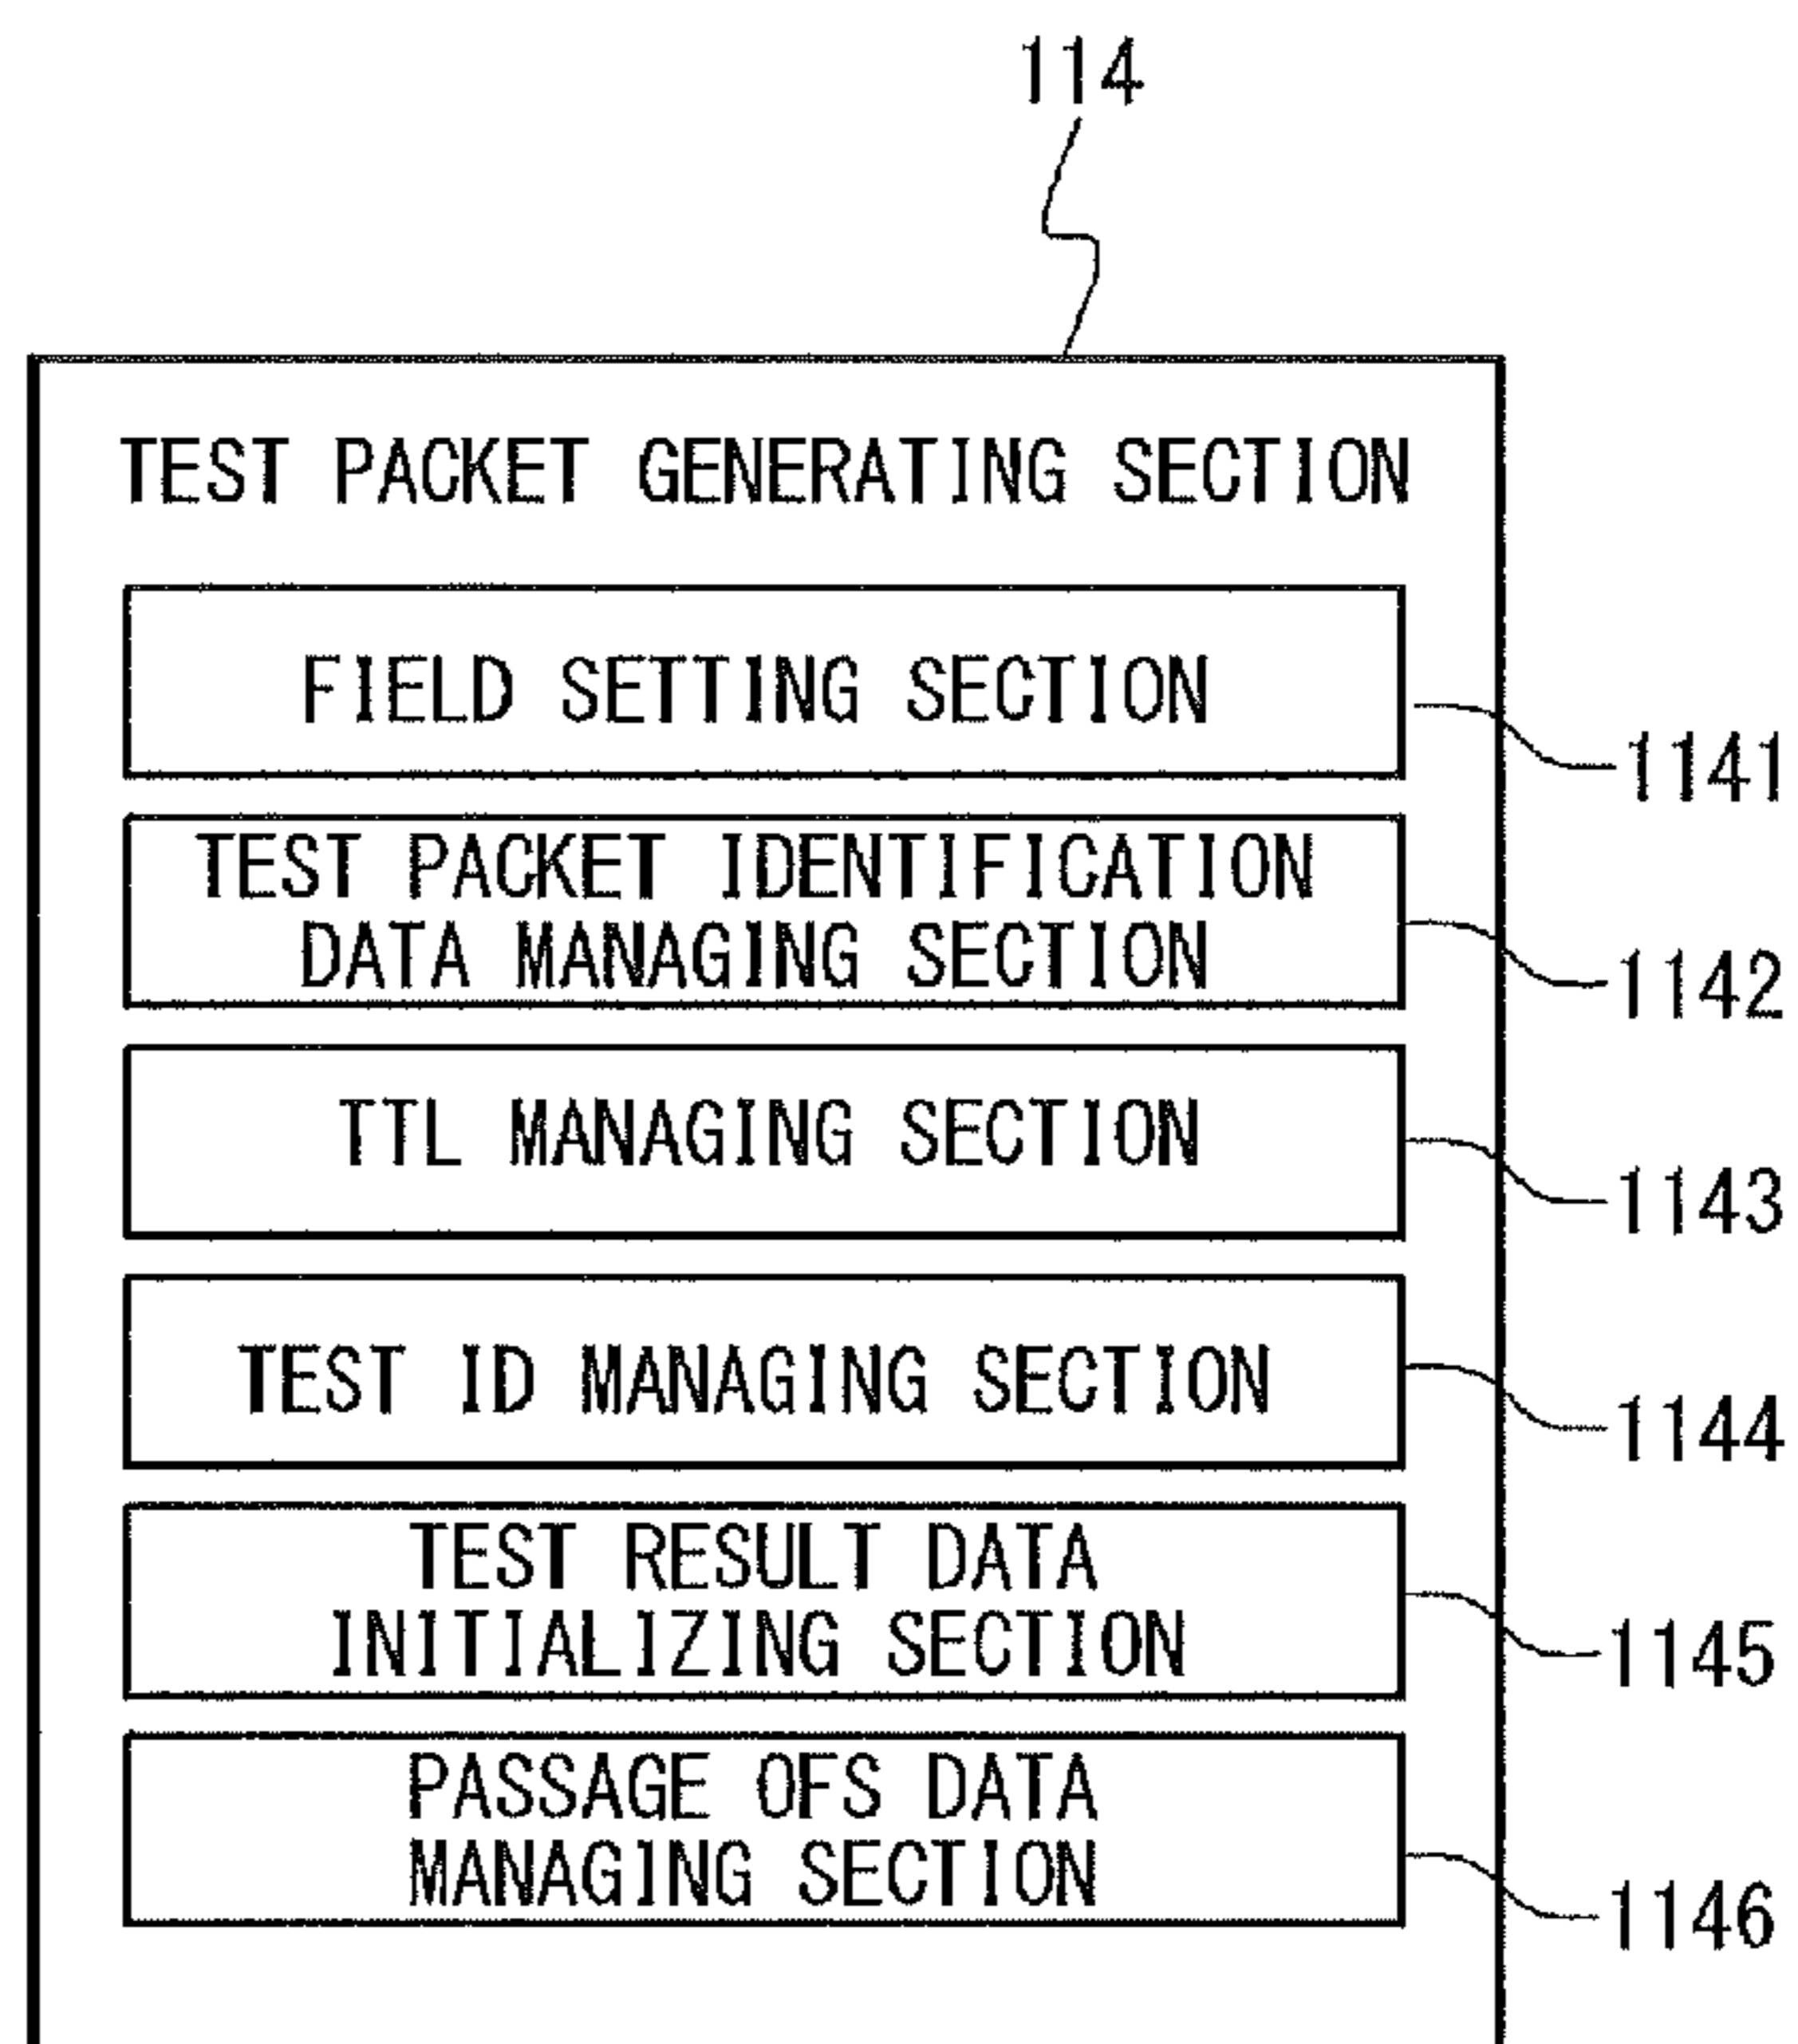 114
TEST PACKET GENERATING SECTION
FIELD SETTING SECTION
1141
TEST PACKET IDENTIFICATION
DATA MANAGING SECTION
1142
TTL MANAGING SECTION
1143
TEST ID MANAGING SECTION
1144
TEST RESULT DATA
INITIALIZING SECTION
1145
PASSAGE OFS DATA
MANAGING SECTION
1146